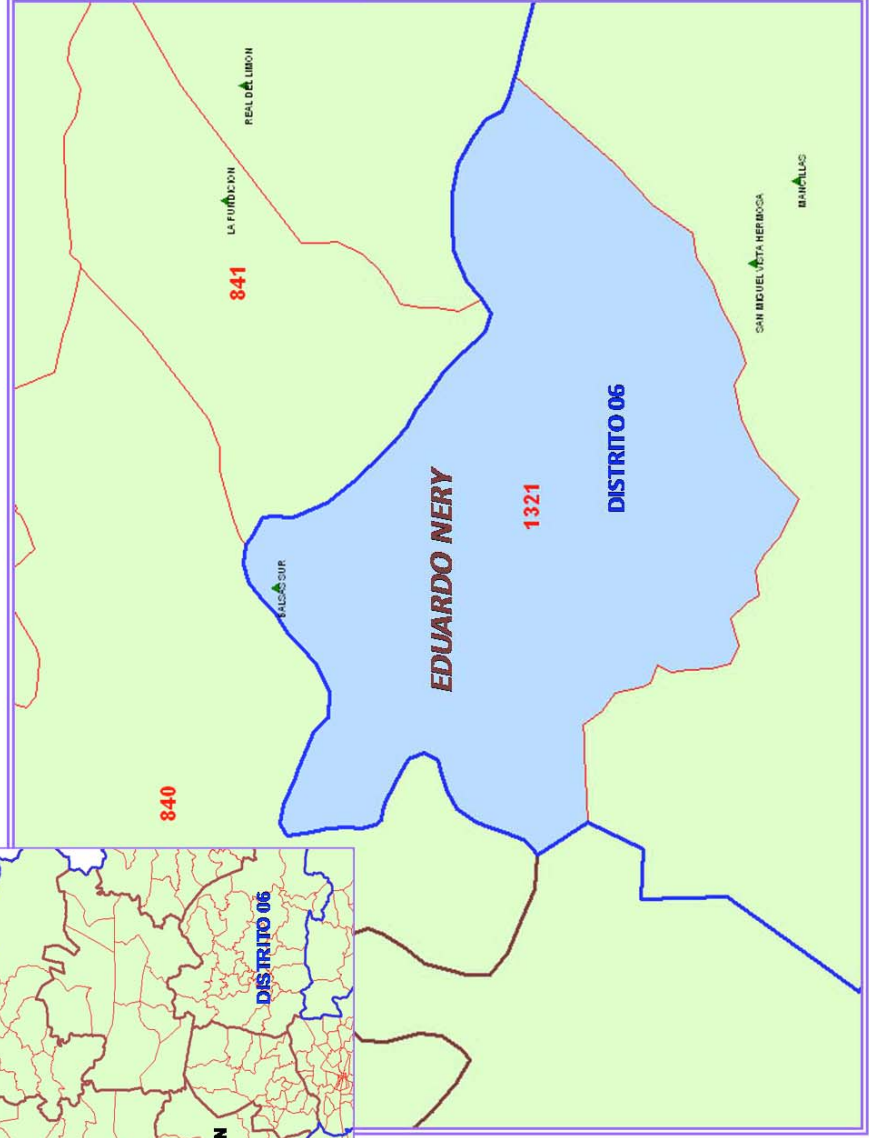 REAL DEL LIMON
LA FUNDICION
841
BALSAS SUR
840
EDUARDO NERY
1321
DISTRITO 06
SAN MIGUEL VISTA HERMOSA
MANCILLAS
DISTRITO 06
N